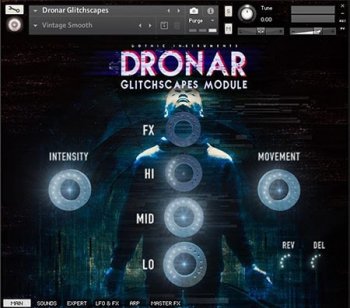 Dronar Glitchscapes
Vintage Smooth
Purge
S
M
Tune
0.00
GOTHIC INSTRUMENTS
DRONAR
GLITCHSCAPES MODULE
FX
INTENSITY
HI
MOVEMENT
MID
REV
DEL
LO
MAIN
SOUNDS
EXPERT
LFO & FX
ARP
MASTER FX